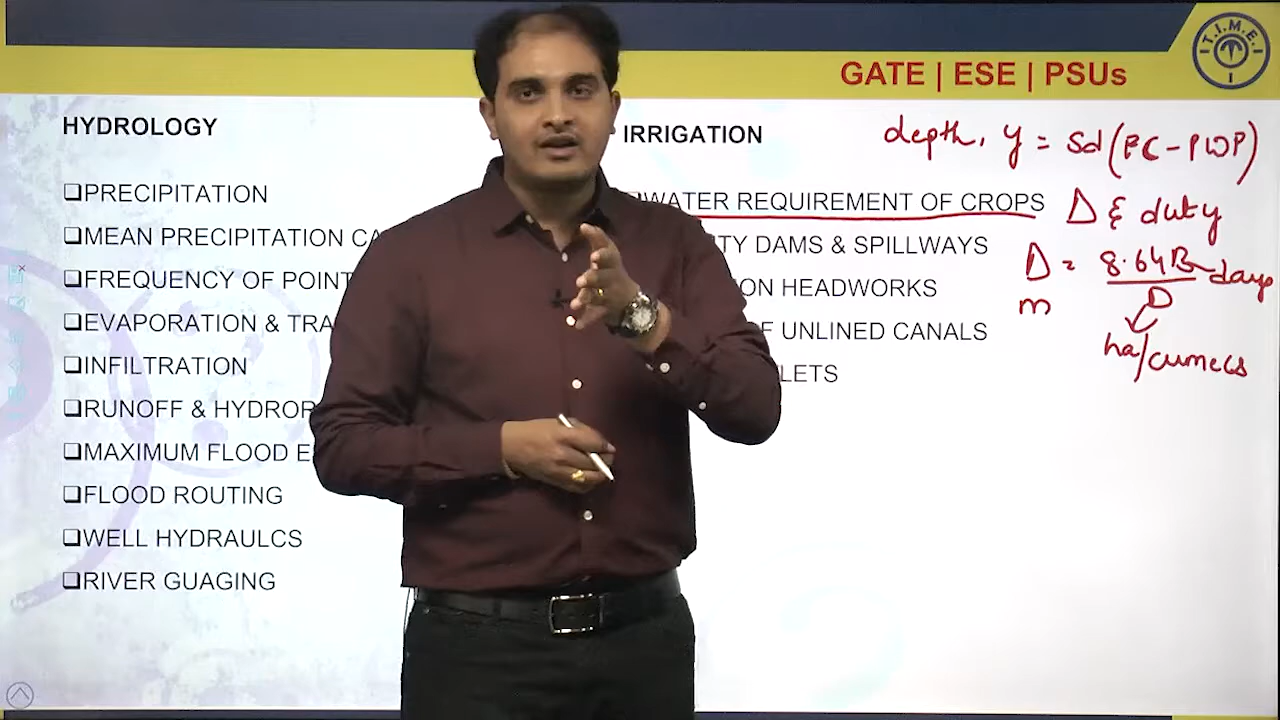 GATE | ESE | PSUs
I.T.I.M.E.I
HYDROLOGY
❑PRECIPITATION
❑MEAN PRECIPITATION CA
❑FREQUENCY OF POINT
❑EVAPORATION & TRA
❑INFILTRATION
❑RUNOFF & HYDROR
❑MAXIMUM FLOOD E
❑FLOOD ROUTING
❑WELL HYDRAULCS
❑RIVER GUAGING
IRRIGATION
WATER REQUIREMENT OF CROPS
TY DAMS & SPILLWAYS
ON HEADWORKS
F UNLINED CANALS
LETS
depth, y = Sd (FC - PWP)
Δ & duty
Δ = 8.64B days
m D
ha/cumecs